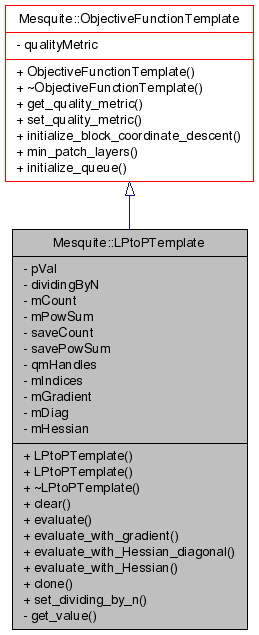 Mesquite::ObjectiveFunctionTemplate
- qualityMetric
+ ObjectiveFunctionTemplate()
+ ~ObjectiveFunctionTemplate()
+ get_quality_metric()
+ set_quality_metric()
+ initialize_block_coordinate_descent()
+ min_patch_layers()
+ initialize_queue()
Mesquite::LPtoPTemplate
- pVal
- dividingByN
- mCount
- mPowSum
- saveCount
- savePowSum
- qmHandles
- mIndices
- mGradient
- mDiag
- mHessian
+ LPtoPTemplate()
+ LPtoPTemplate()
+ ~LPtoPTemplate()
+ clear()
+ evaluate()
+ evaluate_with_gradient()
+ evaluate_with_Hessian_diagonal()
+ evaluate_with_Hessian()
+ clone()
+ set_dividing_by_n()
- get_value()